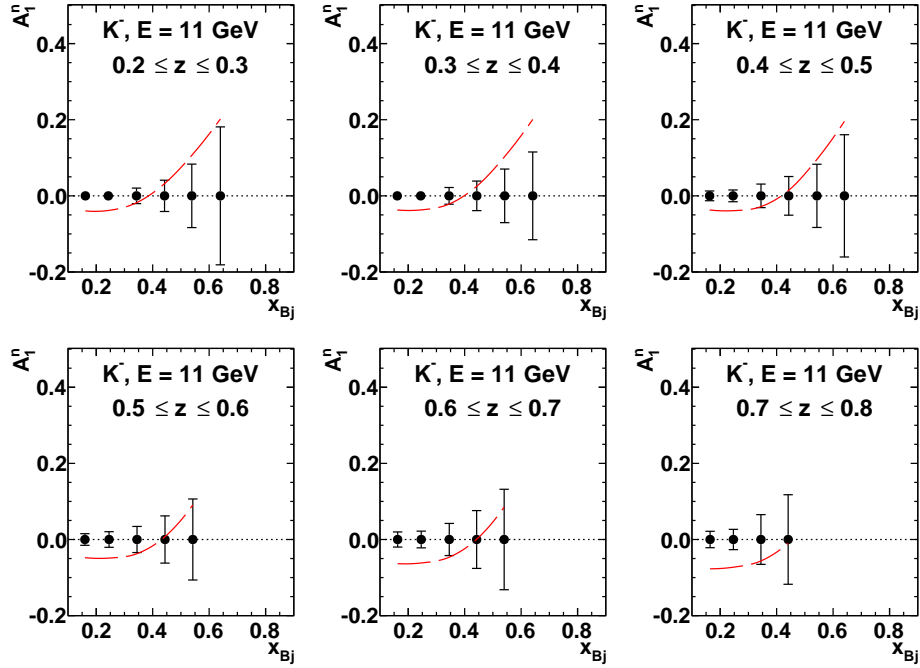 A₁ⁿ
K⁻, E = 11 GeV
0.2 ≤ z ≤ 0.3
0.4
0.2
0.0
-0.2
0.2 0.4 0.6 0.8
x_Bj
A₁ⁿ
K⁻, E = 11 GeV
0.3 ≤ z ≤ 0.4
0.4
0.2
0.0
-0.2
0.2 0.4 0.6 0.8
x_Bj
A₁ⁿ
K⁻, E = 11 GeV
0.4 ≤ z ≤ 0.5
0.4
0.2
0.0
-0.2
0.2 0.4 0.6 0.8
x_Bj
A₁ⁿ
K⁻, E = 11 GeV
0.5 ≤ z ≤ 0.6
0.4
0.2
0.0
-0.2
0.2 0.4 0.6 0.8
x_Bj
A₁ⁿ
K⁻, E = 11 GeV
0.6 ≤ z ≤ 0.7
0.4
0.2
0.0
-0.2
0.2 0.4 0.6 0.8
x_Bj
A₁ⁿ
K⁻, E = 11 GeV
0.7 ≤ z ≤ 0.8
0.4
0.2
0.0
-0.2
0.2 0.4 0.6 0.8
x_Bj